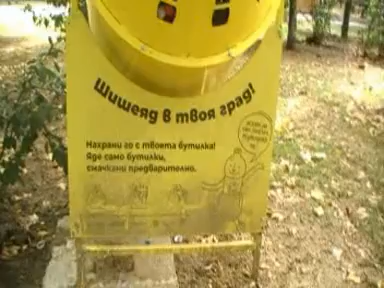 Шишеяд в твоя град!
Нахрани го с твоята бутилка!
Яде само бутилки,
смачкани предварително.